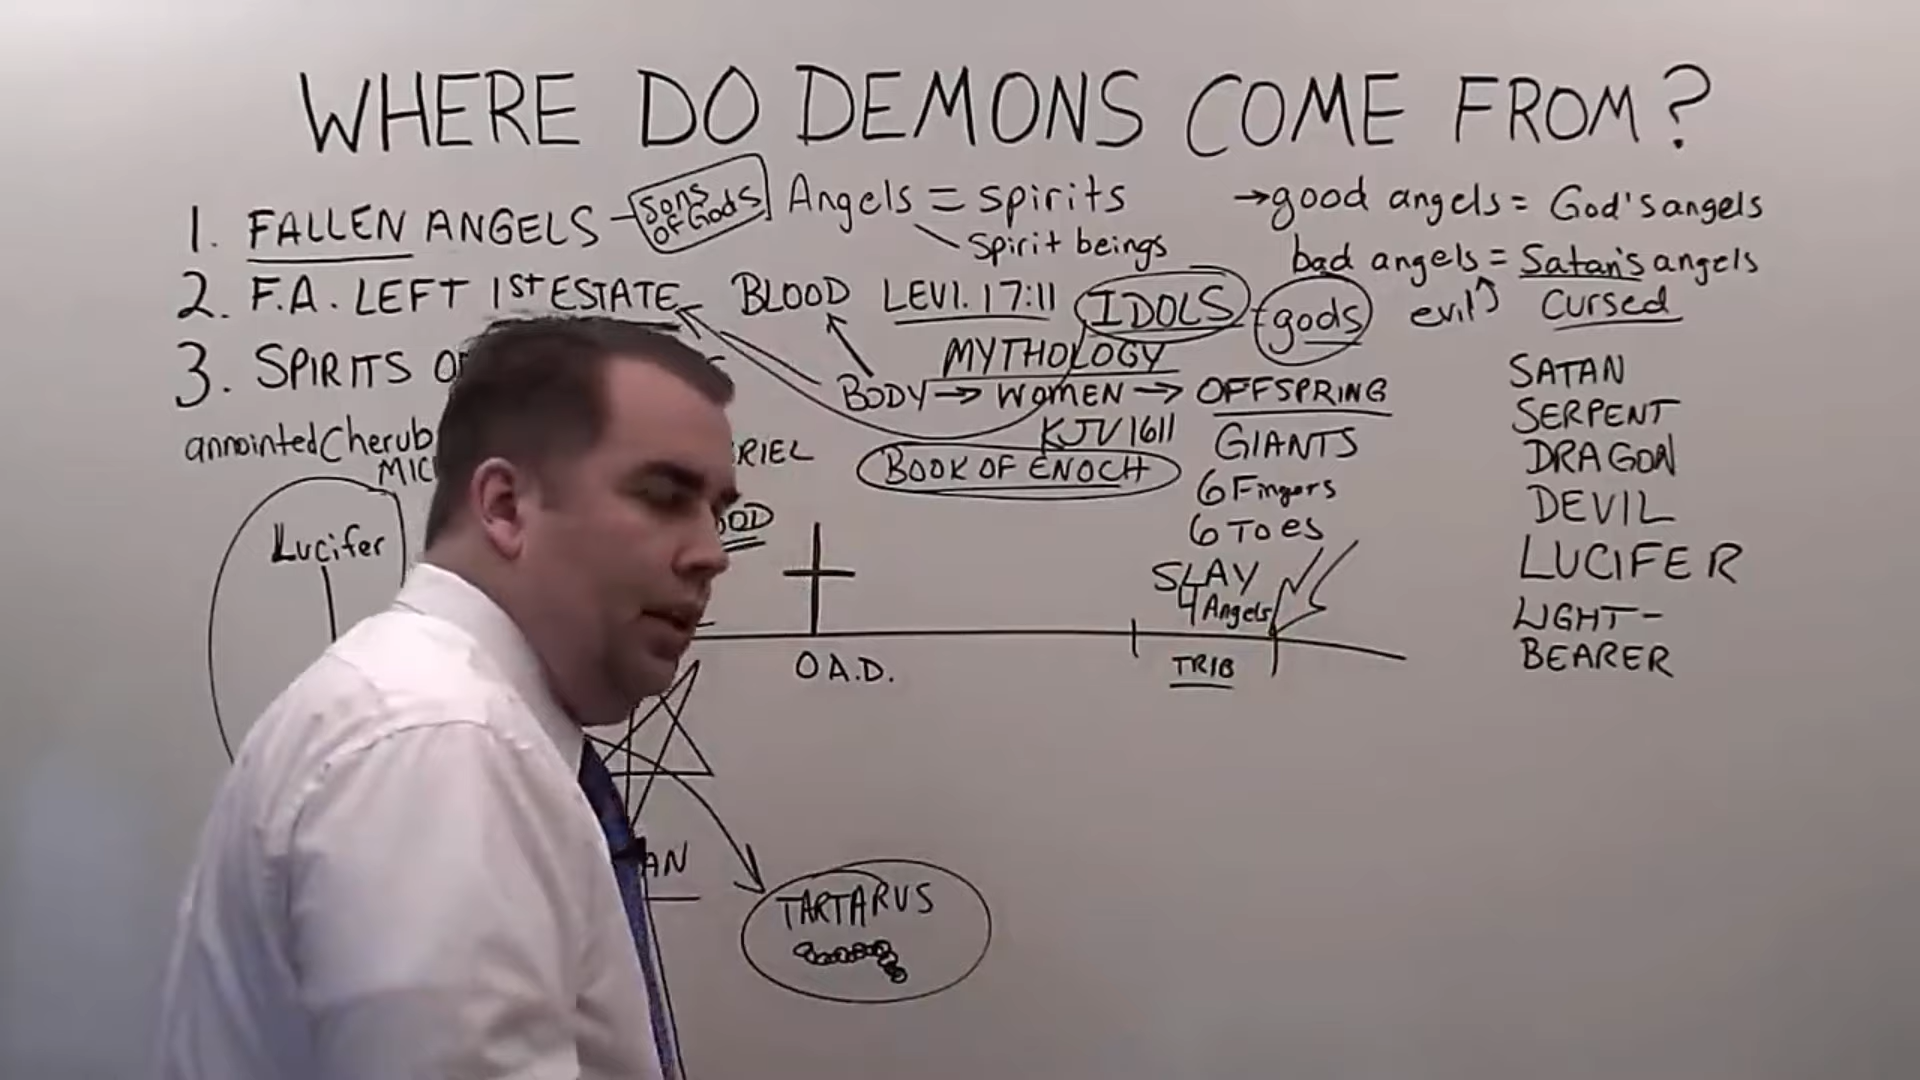 WHERE DO DEMONS COME FROM?
1. FALLEN ANGELS - Sons OF Gods
Angels = spirits
spirit beings
→good angels = God's angels
bad angels = Satan's angels
evil Cursed
2. F.A. LEFT 1ST ESTATE
BLOOD LEVI. 17:11 IDOLS - gods
MYTHOLOGY
3. SPIRITS
BODY → WOMEN → OFFSPRING
KJV 1611
BOOK OF ENOCH
GIANTS
6 Fingers
6 Toes
SLAY
4 Angels
annointed Cherub
Lucifer
O A.D.
TRIB
TARTARUS
SATAN
SERPENT
DRAGON
DEVIL
LUCIFER
LIGHT-
BEARER